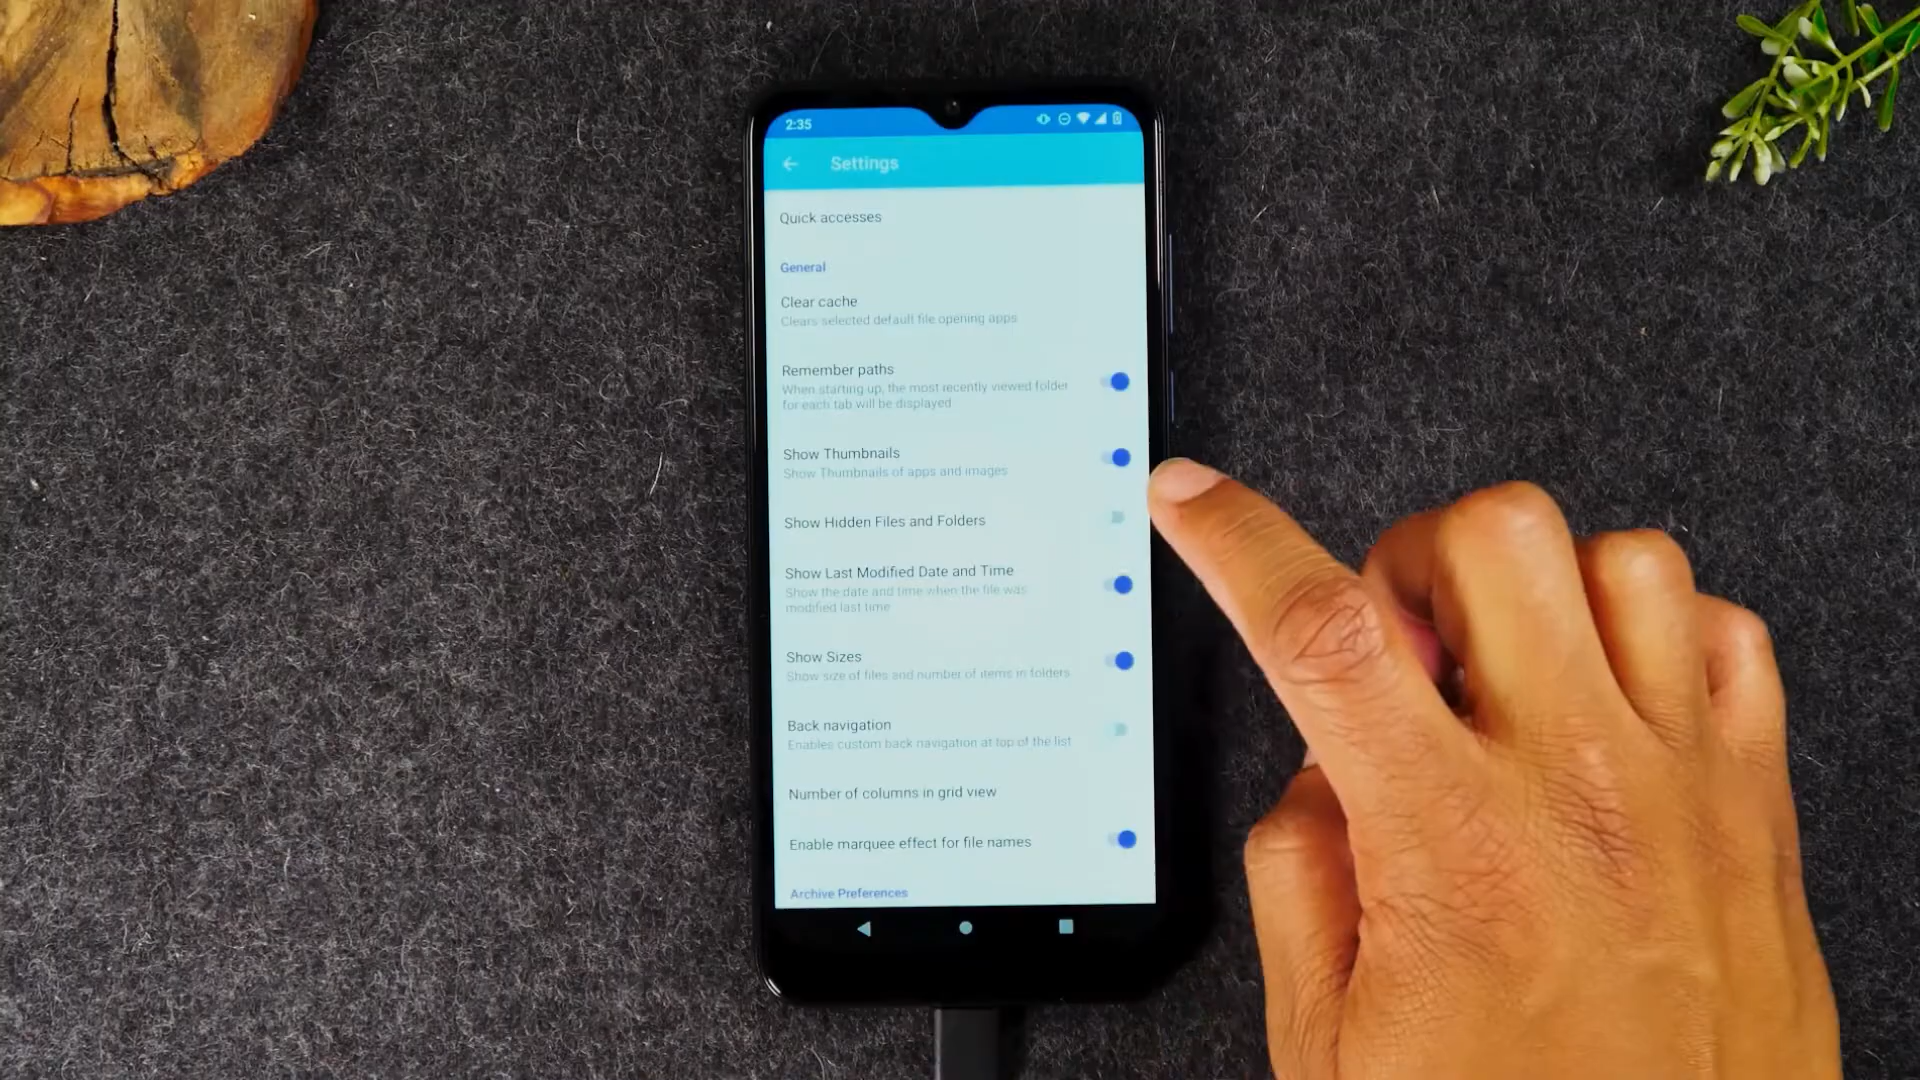 2:35
Settings
Quick accesses
General
Clear cache
Clears selected default file opening apps
Remember paths
When starting up, the most recently viewed folder
for each tab will be displayed
Show Thumbnails
Show Thumbnails of apps and images
Show Hidden Files and Folders
Show Last Modified Date and Time
Show the date and time when the file was
modified last time
Show Sizes
Show size of files and number of items in folders
Back navigation
Enables custom back navigation at top of the list
Number of columns in grid view
Enable marquee effect for file names
Archive Preferences